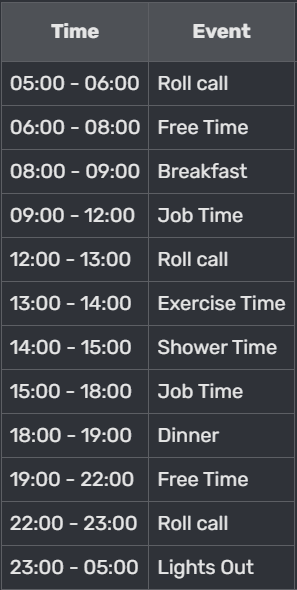 Time Event
05:00 - 06:00 Roll call
06:00 - 08:00 Free Time
08:00 - 09:00 Breakfast
09:00 - 12:00 Job Time
12:00 - 13:00 Roll call
13:00 - 14:00 Exercise Time
14:00 - 15:00 Shower Time
15:00 - 18:00 Job Time
18:00 - 19:00 Dinner
19:00 - 22:00 Free Time
22:00 - 23:00 Roll call
23:00 - 05:00 Lights Out